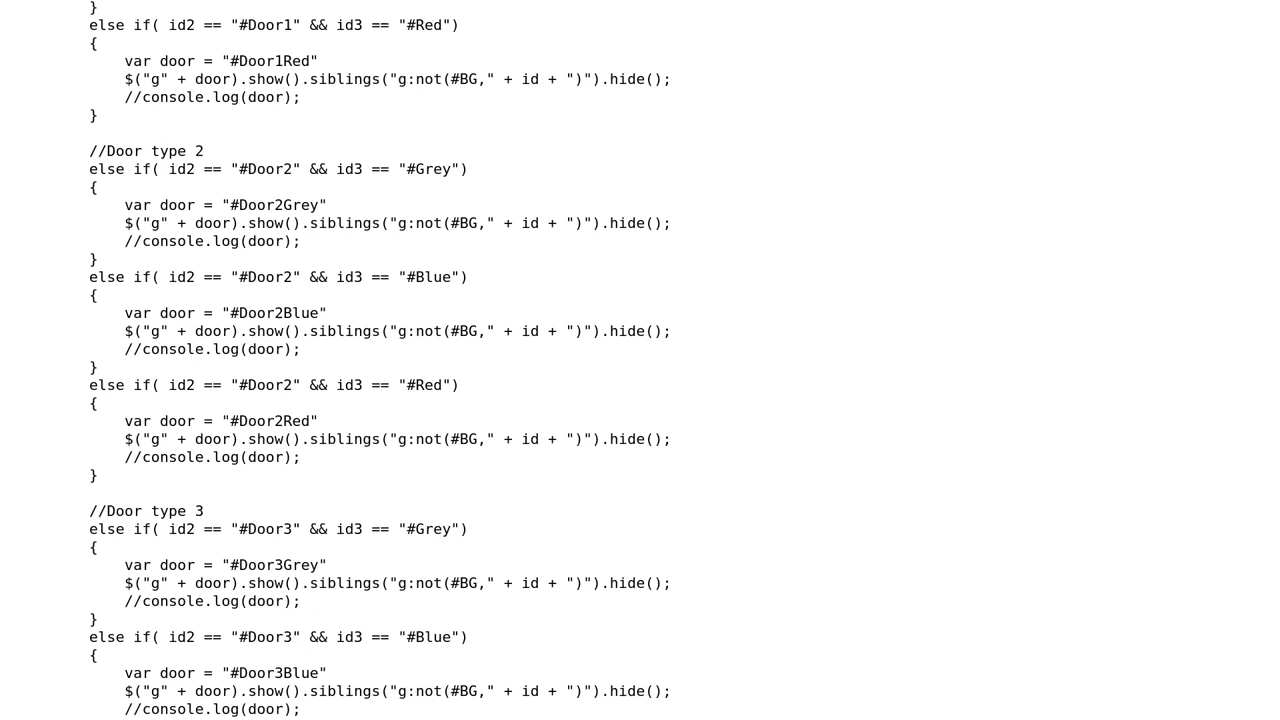 }
else if( id2 == "#Door1" && id3 == "#Red")
{
    var door = "#Door1Red"
    $("g" + door).show().siblings("g:not(#BG," + id + ")").hide();
    //console.log(door);
}

//Door type 2
else if( id2 == "#Door2" && id3 == "#Grey")
{
    var door = "#Door2Grey"
    $("g" + door).show().siblings("g:not(#BG," + id + ")").hide();
    //console.log(door);
}
else if( id2 == "#Door2" && id3 == "#Blue")
{
    var door = "#Door2Blue"
    $("g" + door).show().siblings("g:not(#BG," + id + ")").hide();
    //console.log(door);
}
else if( id2 == "#Door2" && id3 == "#Red")
{
    var door = "#Door2Red"
    $("g" + door).show().siblings("g:not(#BG," + id + ")").hide();
    //console.log(door);
}

//Door type 3
else if( id2 == "#Door3" && id3 == "#Grey")
{
    var door = "#Door3Grey"
    $("g" + door).show().siblings("g:not(#BG," + id + ")").hide();
    //console.log(door);
}
else if( id2 == "#Door3" && id3 == "#Blue")
{
    var door = "#Door3Blue"
    $("g" + door).show().siblings("g:not(#BG," + id + ")").hide();
    //console.log(door);